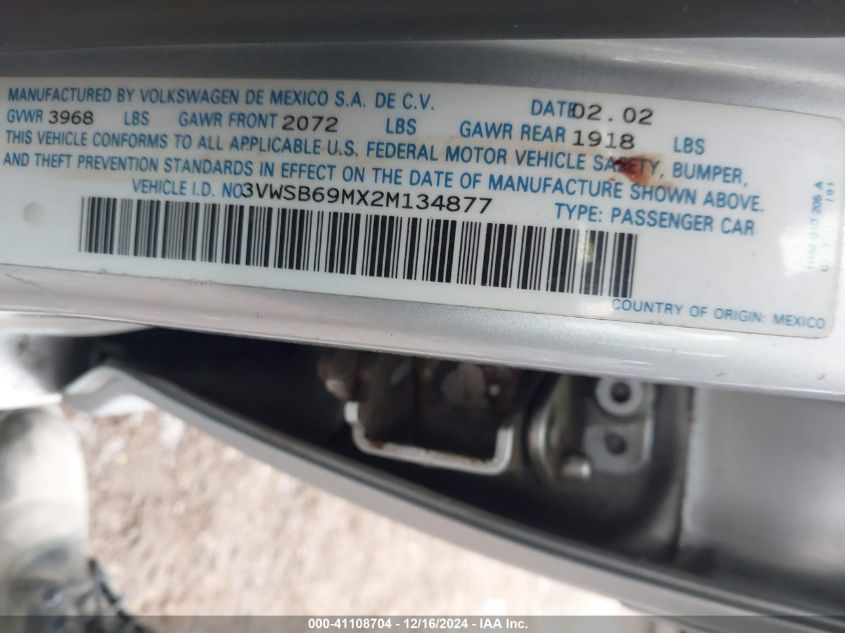 MANUFACTURED BY VOLKSWAGEN DE MEXICO S.A. DE C.V. DATE 02.02
GVWR 3968 LBS GAWR FRONT 2072 LBS GAWR REAR 1918 LBS
THIS VEHICLE CONFORMS TO ALL APPLICABLE U.S. FEDERAL MOTOR VEHICLE SAFETY, BUMPER,
AND THEFT PREVENTION STANDARDS IN EFFECT ON THE DATE OF MANUFACTURE SHOWN ABOVE.
VEHICLE I.D. NO 3VWSB69MX2M134877 TYPE: PASSENGER CAR
COUNTRY OF ORIGIN: MEXICO
206 A
000-41108704 - 12/16/2024 - IAAI Inc.